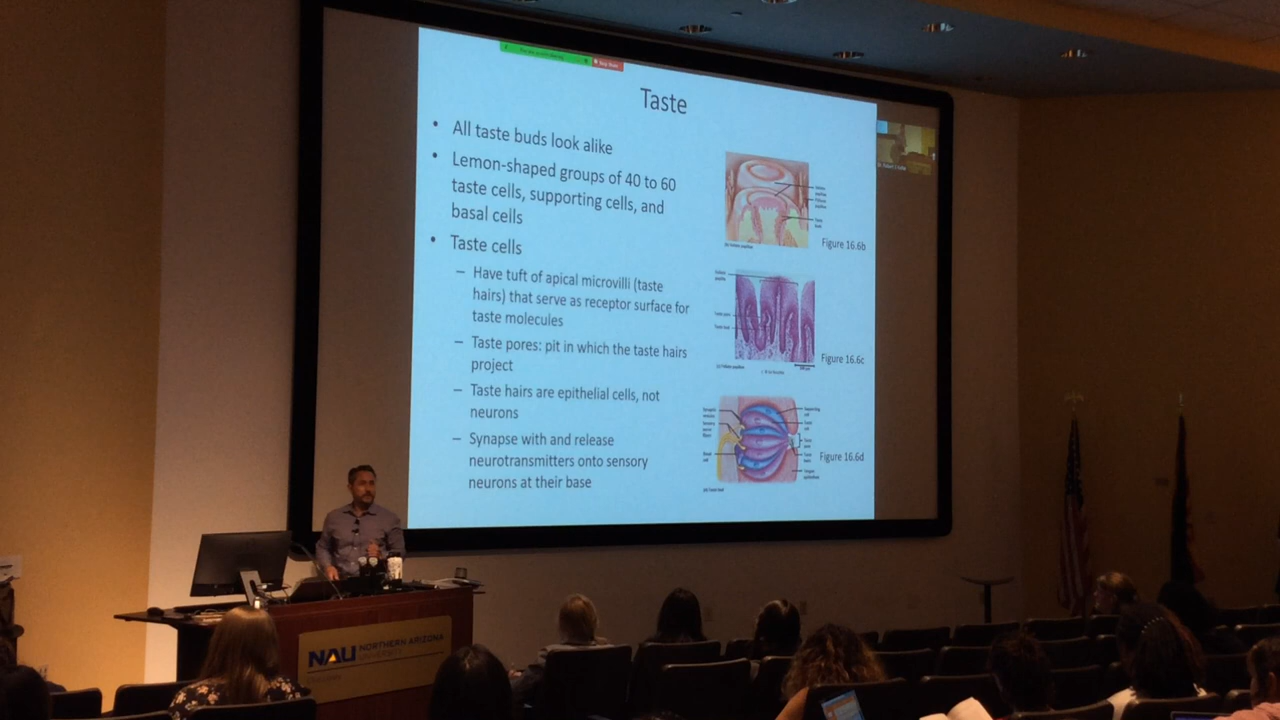 Taste
• All taste buds look alike
• Lemon-shaped groups of 40 to 60
taste cells, supporting cells, and
basal cells
• Taste cells
– Have tuft of apical microvilli (taste
hairs) that serve as receptor surface for
taste molecules
– Taste pores: pit in which the taste hairs
project
– Taste hairs are epithelial cells, not
neurons
– Synapse with and release
neurotransmitters onto sensory
neurons at their base
Figure 16.6b
Figure 16.6c
Figure 16.6d
NAU NORTHERN ARIZONA
UNIVERSITY